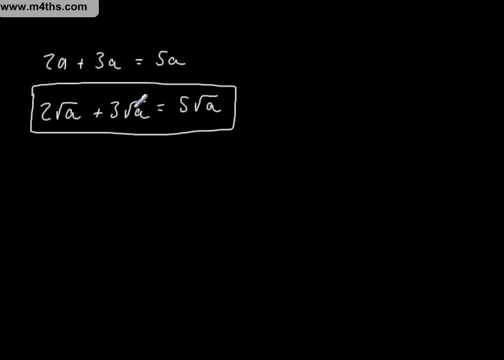 www.m4ths.com
2a + 3a = 5a
2√a + 3√a = 5√a